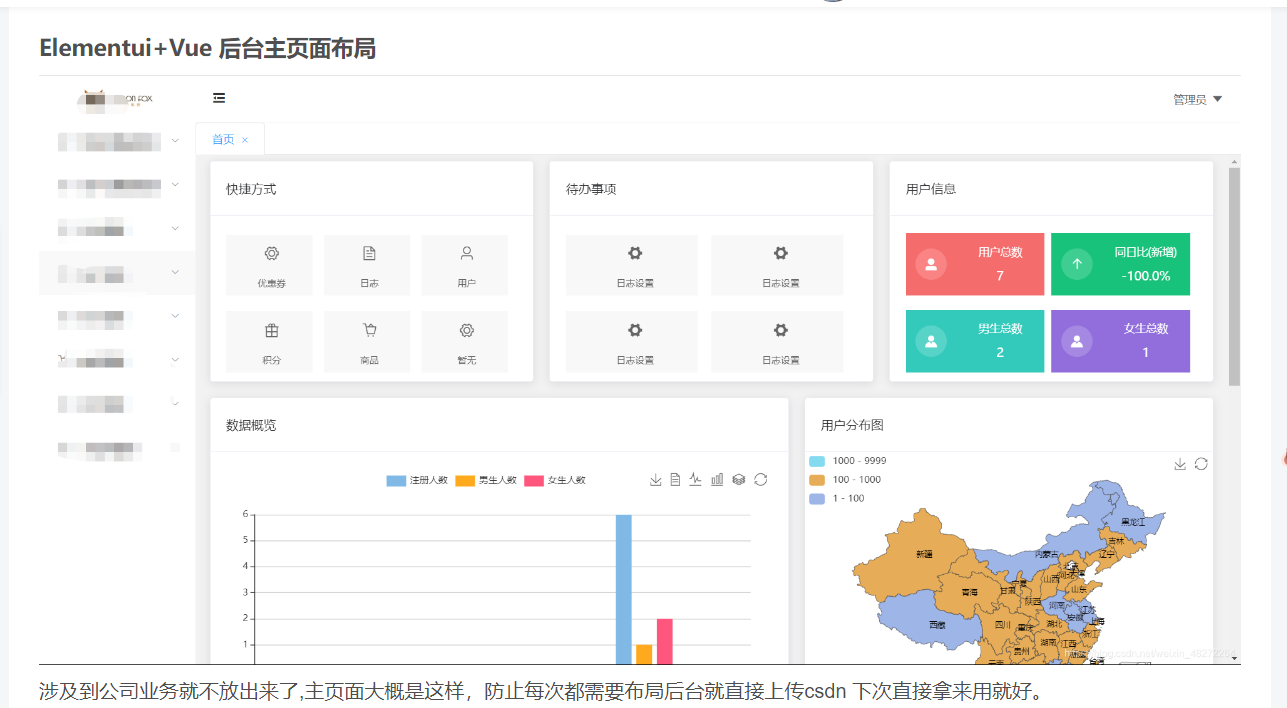 Elementui+Vue 后台主页面布局
ON FOX
管理员
首页 ×
快捷方式
待办事项
用户信息
优惠券
日志
用户
积分
商品
暂无
日志设置
日志设置
日志设置
日志设置
用户总数
7
同日比(新增)
-100.0%
男生总数
2
女生总数
1
数据概览
注册人数
男生人数
女生人数
6
5
4
3
2
1
用户分布图
1000 - 9999
100 - 1000
1 - 100
黑龙江
吉林
辽宁
内蒙古
新疆
青海
甘肃
宁夏
山西
河北
山东
陕西
河南
江苏
安徽
上海
西藏
四川
重庆
湖北
浙江
湖南
江西
贵州
福建
云南
台湾
涉及到公司业务就不放出来了,主页面大概是这样，防止每次都需要布局后台就直接上传csdn 下次直接拿来用就好。